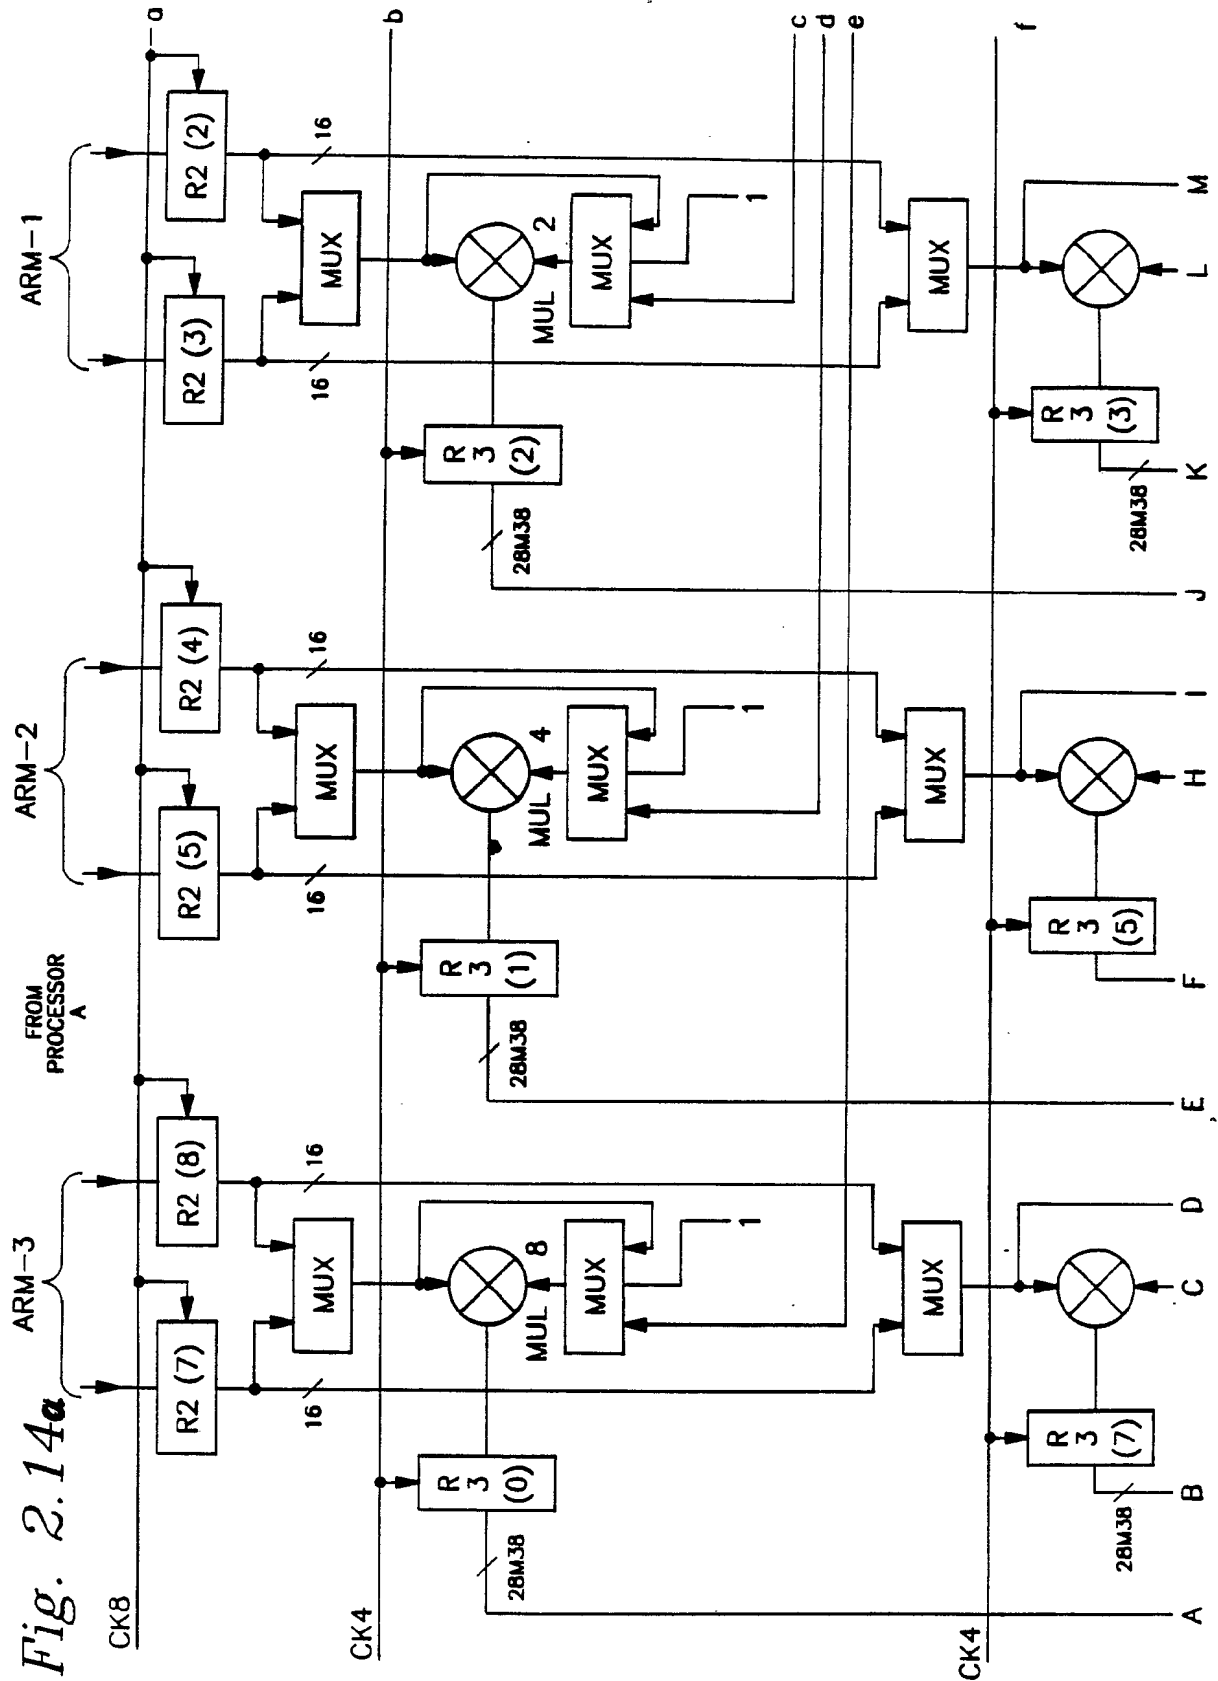 Fig. 2.14a
ARM-3
ARM-2
ARM-1
FROM
PROCESSOR
A
CK8
a
R2 (7)
R2 (8)
R2 (5)
R2 (4)
R2 (3)
R2 (2)
16
16
16
16
16
16
MUX
MUX
MUX
CK4
b
R
3
(0)
R
3
(1)
R
3
(2)
28M38
28M38
28M38
MUL 8
MUL 4
MUL 2
MUX
MUX
MUX
1
1
1
c
d
e
MUX
MUX
MUX
CK4
f
R
3
(7)
R
3
(5)
R
3
(3)
28M38
28M38
A
B
C
D
E
F
H
I
J
K
L
M